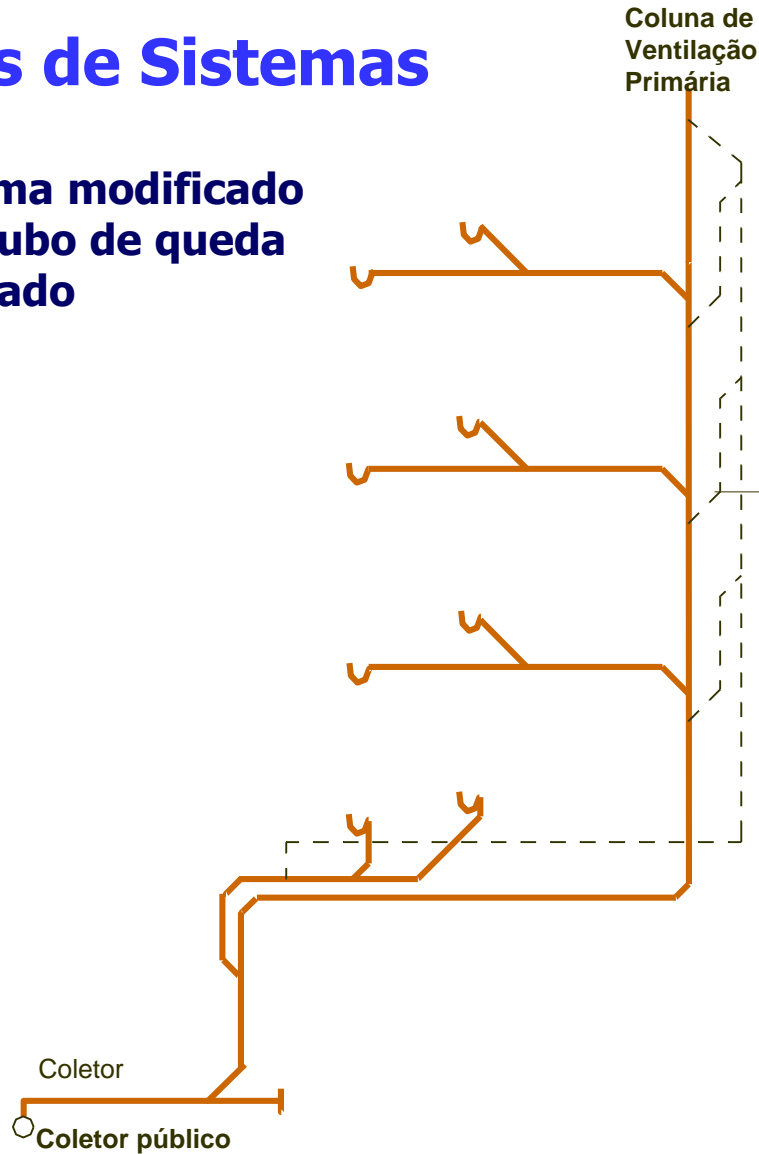 Coluna de
Ventilação
Primária
s de Sistemas
ma modificado
ubo de queda
ado
Coletor
Coletor público